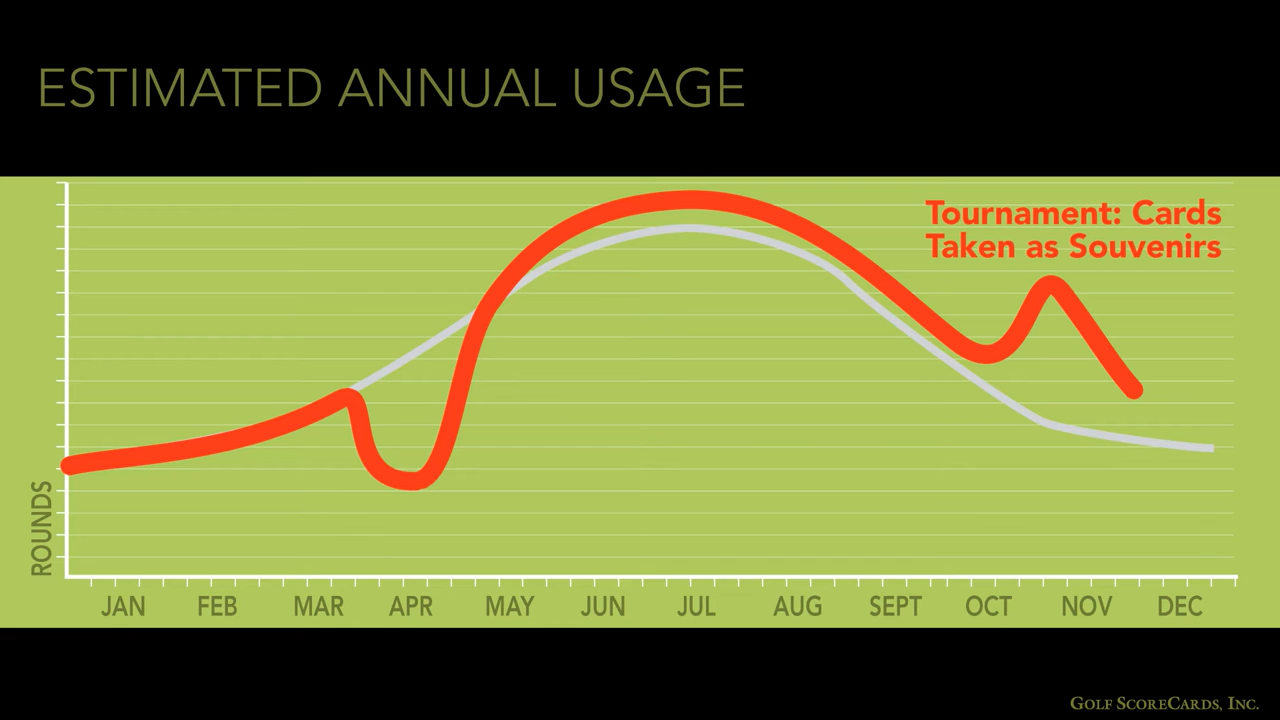 ESTIMATED ANNUAL USAGE
Tournament: Cards
Taken as Souvenirs
ROUNDS
JAN FEB MAR APR MAY JUN JUL AUG SEPT OCT NOV DEC
GOLF SCORECARDS, INC.